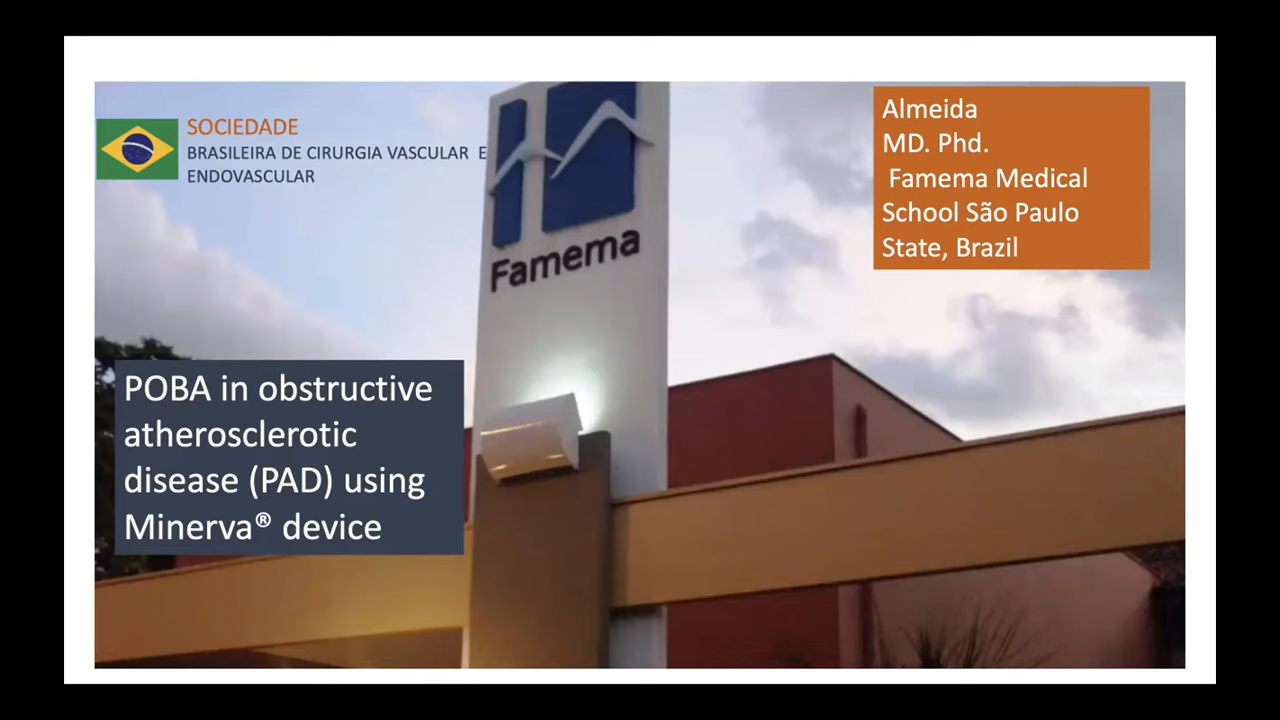 SOCIEDADE
BRASILEIRA DE CIRURGIA VASCULAR E
ENDOVASCULAR
Famema
Almeida
MD. Phd.
Famema Medical
School São Paulo
State, Brazil
POBA in obstructive
atherosclerotic
disease (PAD) using
Minerva® device